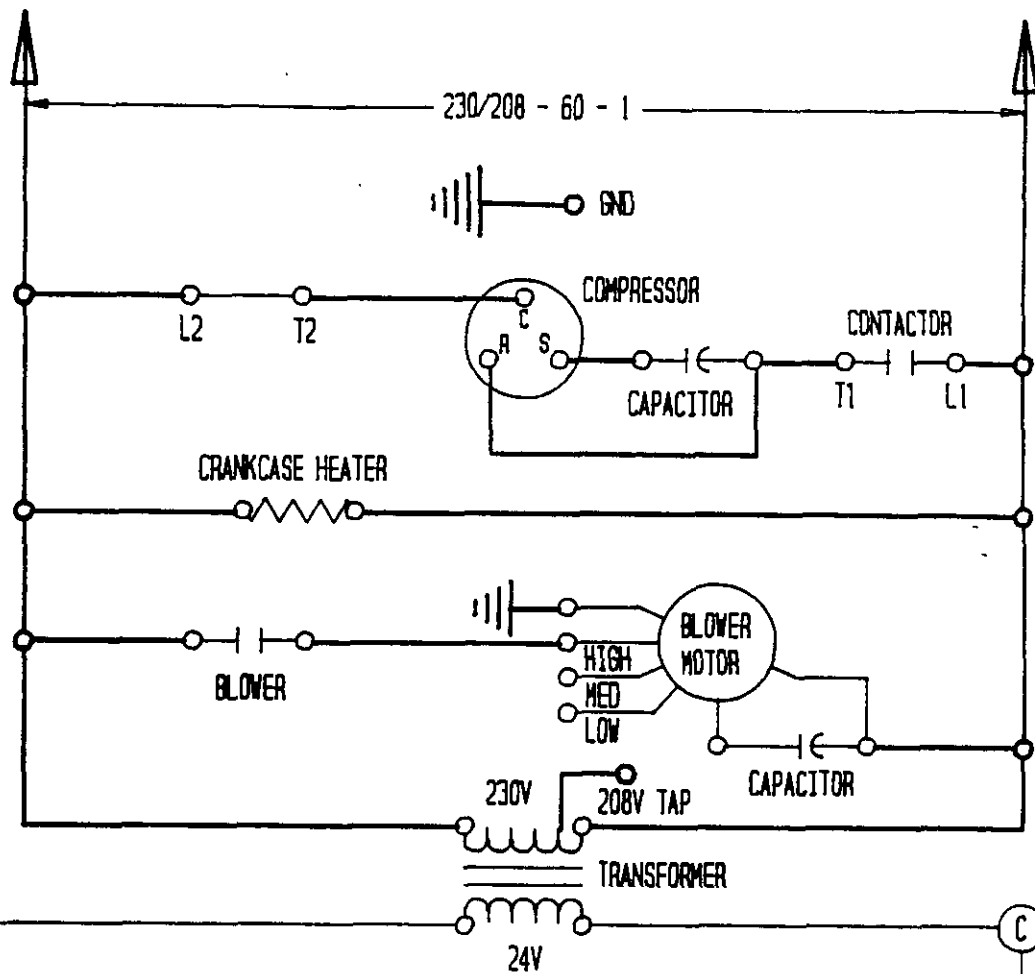 230/208 - 60 - 1
GND
COMPRESSOR
C
L2
T2
CONTACTOR
R
S
CAPACITOR
T1
L1
CRANKCASE HEATER
BLOWER
MOTOR
HIGH
BLOWER
MED
LOW
CAPACITOR
230V
208V TAP
TRANSFORMER
C
24V